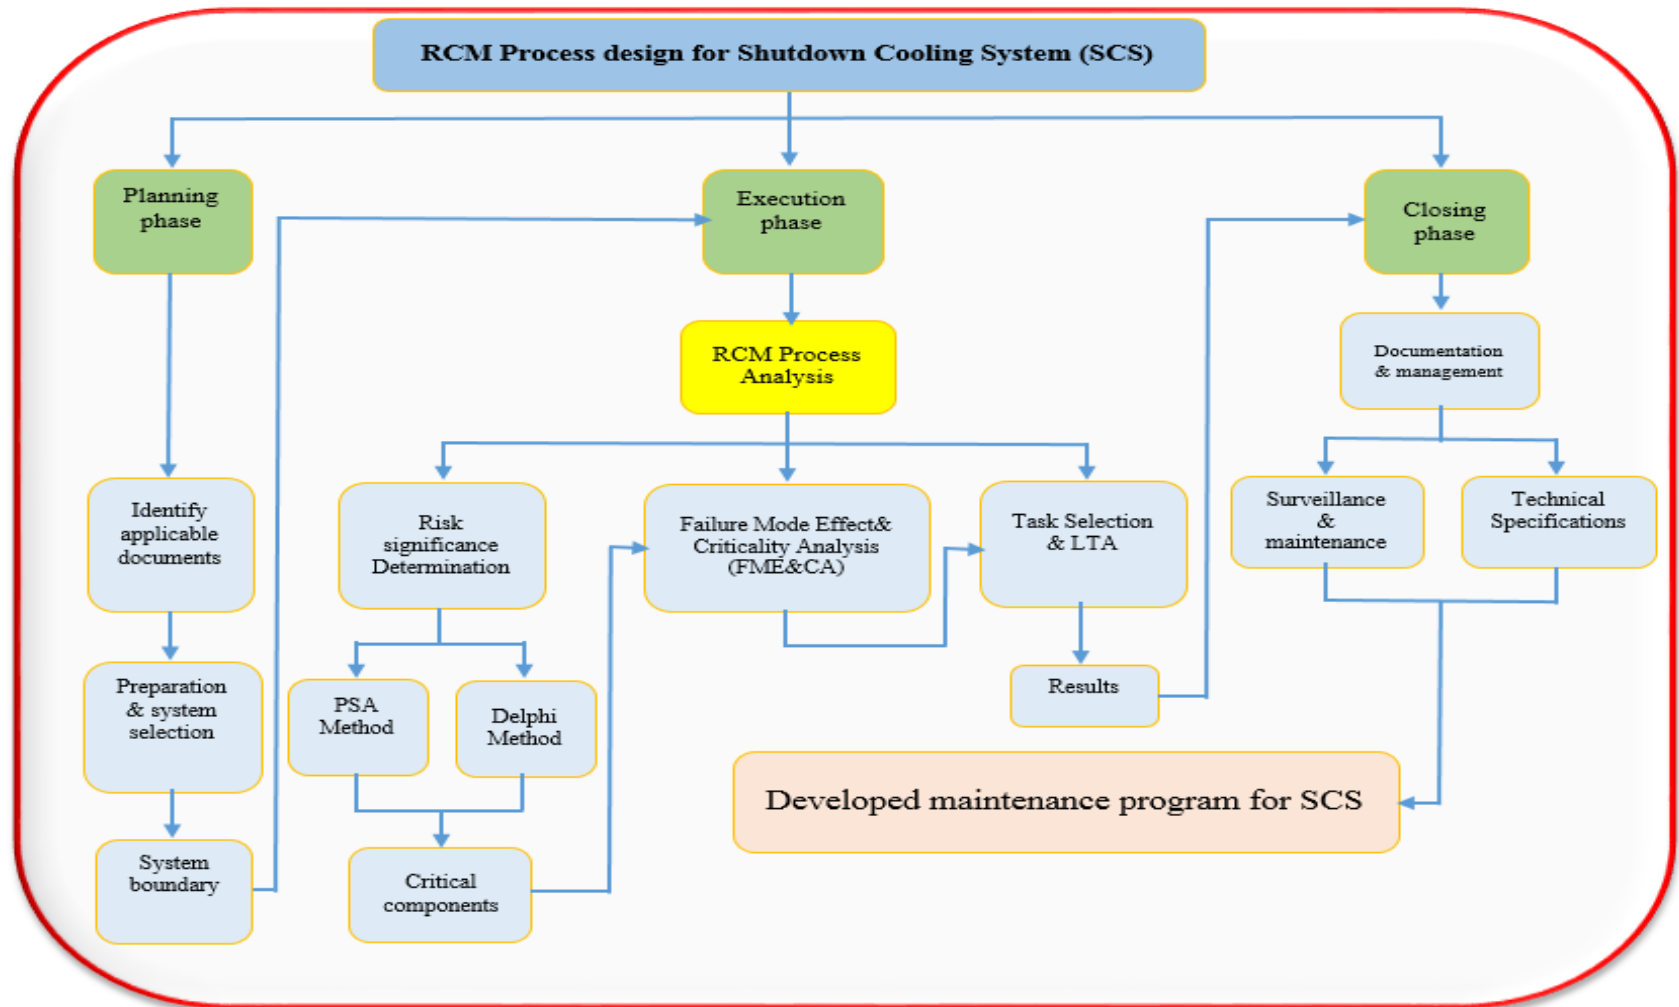 RCM Process design for Shutdown Cooling System (SCS)
Planning
phase
Execution
phase
Closing
phase
RCM Process
Analysis
Documentation
& management
Identify
applicable
documents
Risk
significance
Determination
Failure Mode Effect&
Criticality Analysis
(FME&CA)
Task Selection
& LTA
Surveillance
&
maintenance
Technical
Specifications
Preparation
& system
selection
PSA
Method
Delphi
Method
Results
Developed maintenance program for SCS
System
boundary
Critical
components